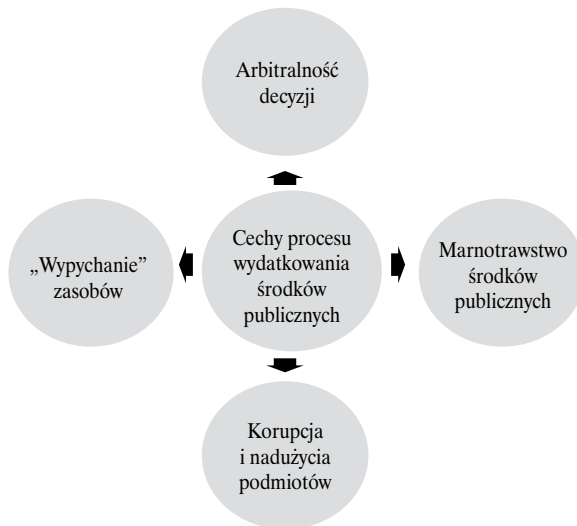 Arbitralność
decyzji
„Wypychanie”
zasobów
Cechy procesu
wydatkowania
środków
publicznych
Marnotrawstwo
środków
publicznych
Korupcja
i nadużycia
podmiotów